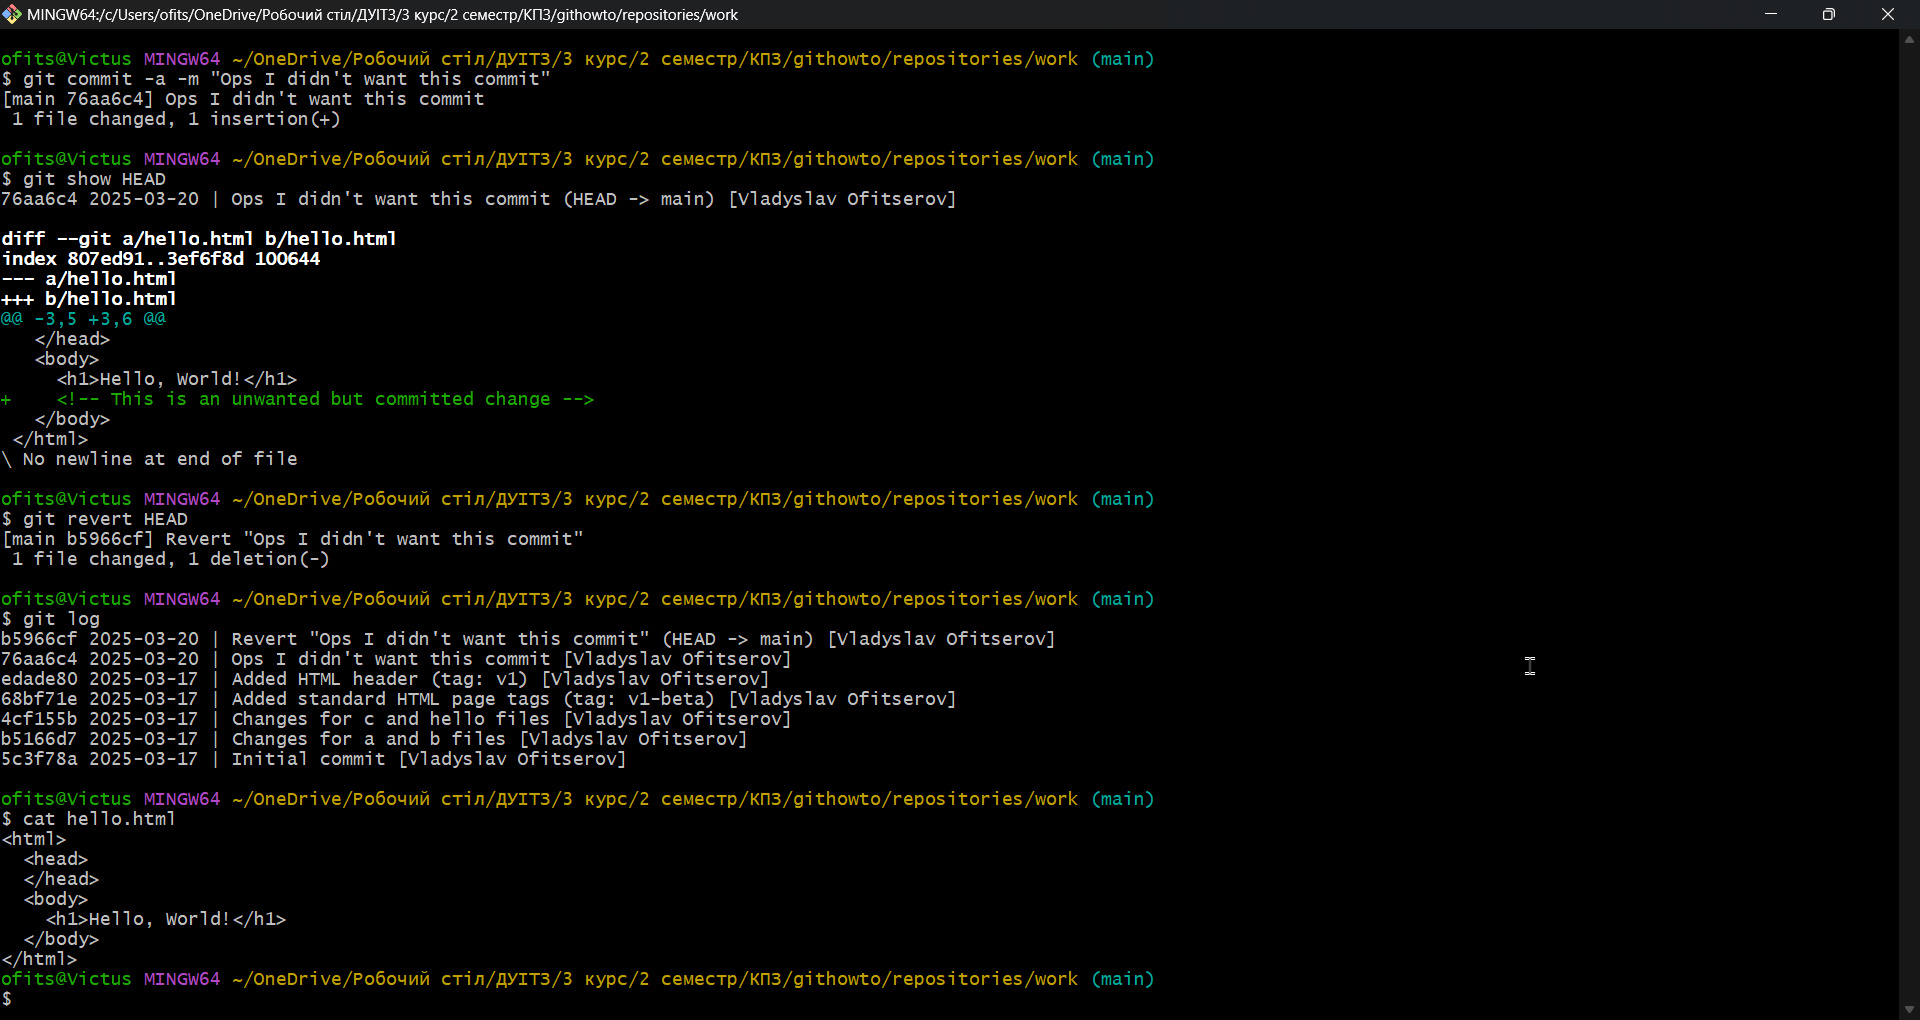 MINGW64:/c/Users/ofits/OneDrive/Робочий стіл/ДУІТЗ/3 курс/2 семестр/КПЗ/githowto/repositories/work
ofits@Victus MINGW64 ~/OneDrive/Робочий стіл/ДУІТЗ/3 курс/2 семестр/КПЗ/githowto/repositories/work (main)
$ git commit -a -m "Ops I didn't want this commit"
[main 76aa6c4] Ops I didn't want this commit
 1 file changed, 1 insertion(+)
ofits@Victus MINGW64 ~/OneDrive/Робочий стіл/ДУІТЗ/3 курс/2 семестр/КПЗ/githowto/repositories/work (main)
$ git show HEAD
76aa6c4 2025-03-20 | Ops I didn't want this commit (HEAD -> main) [Vladyslav Ofitserov]
diff --git a/hello.html b/hello.html
index 807ed91..3ef6f8d 100644
--- a/hello.html
+++ b/hello.html
@@ -3,5 +3,6 @@
   </head>
   <body>
     <h1>Hello, World!</h1>
+    <!-- This is an unwanted but committed change -->
   </body>
 </html>
\ No newline at end of file
ofits@Victus MINGW64 ~/OneDrive/Робочий стіл/ДУІТЗ/3 курс/2 семестр/КПЗ/githowto/repositories/work (main)
$ git revert HEAD
[main b5966cf] Revert "Ops I didn't want this commit"
 1 file changed, 1 deletion(-)
ofits@Victus MINGW64 ~/OneDrive/Робочий стіл/ДУІТЗ/3 курс/2 семестр/КПЗ/githowto/repositories/work (main)
$ git log
b5966cf 2025-03-20 | Revert "Ops I didn't want this commit" (HEAD -> main) [Vladyslav Ofitserov]
76aa6c4 2025-03-20 | Ops I didn't want this commit [Vladyslav Ofitserov]
edade80 2025-03-17 | Added HTML header (tag: v1) [Vladyslav Ofitserov]
68bf71e 2025-03-17 | Added standard HTML page tags (tag: v1-beta) [Vladyslav Ofitserov]
4cf155b 2025-03-17 | Changes for c and hello files [Vladyslav Ofitserov]
b5166d7 2025-03-17 | Changes for a and b files [Vladyslav Ofitserov]
5c3f78a 2025-03-17 | Initial commit [Vladyslav Ofitserov]
ofits@Victus MINGW64 ~/OneDrive/Робочий стіл/ДУІТЗ/3 курс/2 семестр/КПЗ/githowto/repositories/work (main)
$ cat hello.html
<html>
  <head>
  </head>
  <body>
    <h1>Hello, World!</h1>
  </body>
</html>
ofits@Victus MINGW64 ~/OneDrive/Робочий стіл/ДУІТЗ/3 курс/2 семестр/КПЗ/githowto/repositories/work (main)
$